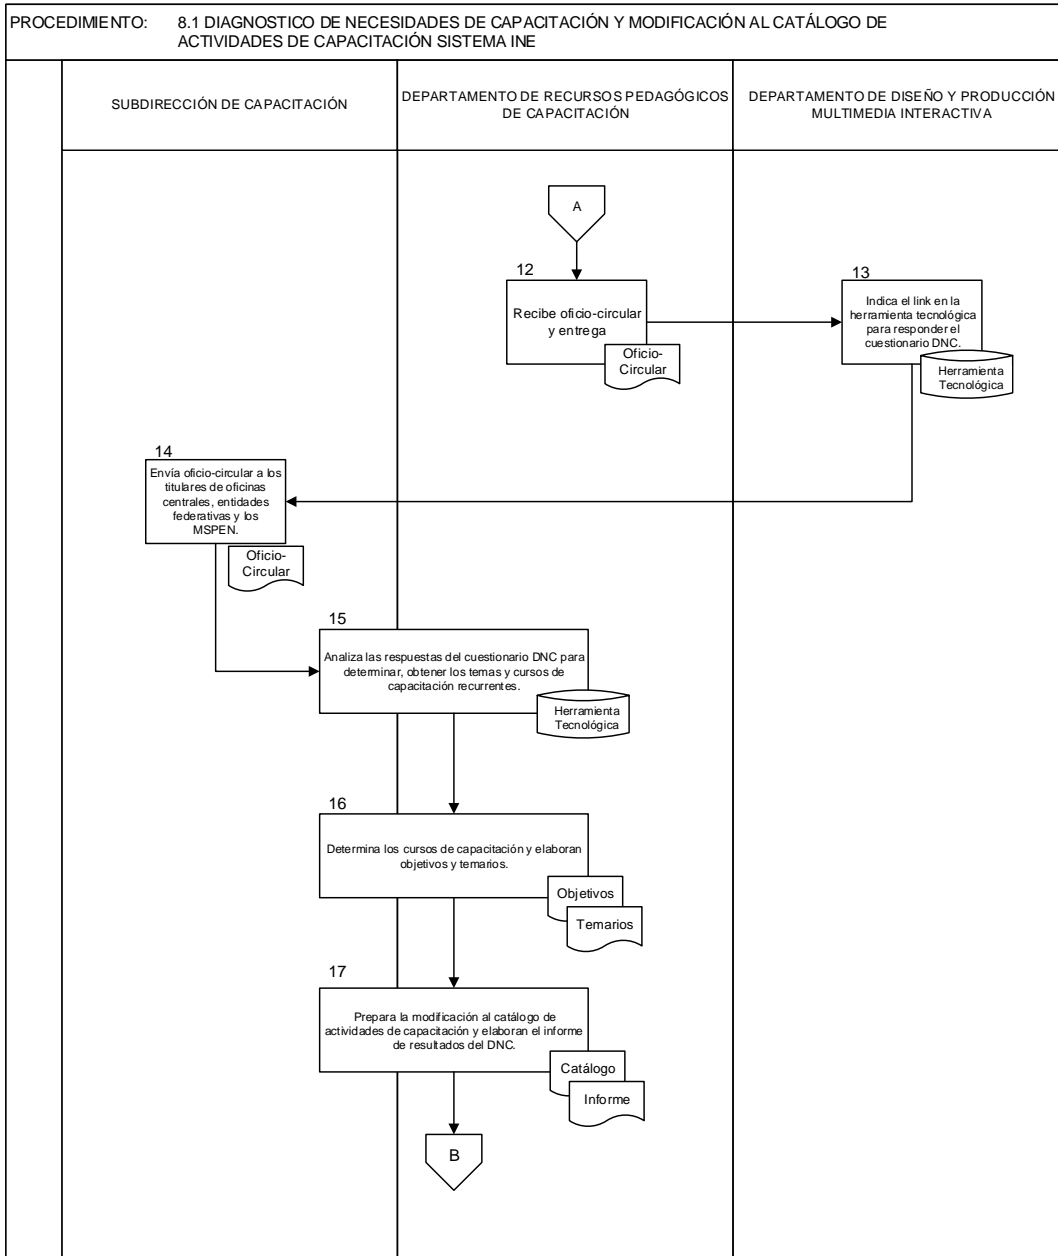 PROCEDIMIENTO: 8.1 DIAGNOSTICO DE NECESIDADES DE CAPACITACIÓN Y MODIFICACIÓN AL CATÁLOGO DE
ACTIVIDADES DE CAPACITACIÓN SISTEMA INE
SUBDIRECCIÓN DE CAPACITACIÓN
DEPARTAMENTO DE RECURSOS PEDAGÓGICOS
DE CAPACITACIÓN
DEPARTAMENTO DE DISEÑO Y PRODUCCIÓN
MULTIMEDIA INTERACTIVA
A
12
Recibe oficio-circular
y entrega
Oficio-
Circular
13
Indica el link en la
herramienta tecnológica
para responder el
cuestionario DNC.
Herramienta
Tecnológica
14
Envía oficio-circular a los
titulares de oficinas
centrales, entidades
federativas y los
MSPEN.
Oficio-
Circular
15
Analiza las respuestas del cuestionario DNC para
determinar, obtener los temas y cursos de
capacitación recurrentes.
Herramienta
Tecnológica
16
Determina los cursos de capacitación y elaboran
objetivos y temarios.
Objetivos
Temarios
17
Prepara la modificación al catálogo de
actividades de capacitación y elaboran el informe
de resultados del DNC.
Catálogo
Informe
B